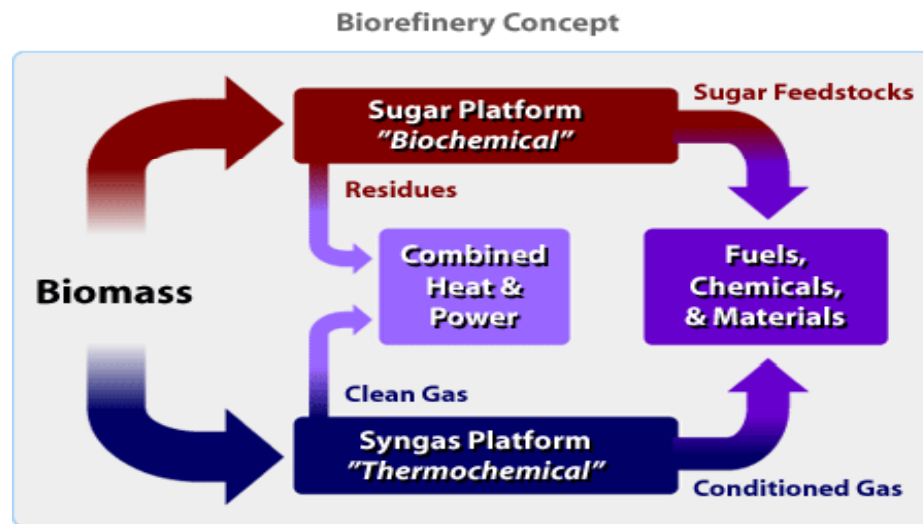 Biorefinery Concept
Sugar Platform
"Biochemical"
Sugar Feedstocks
Residues
Combined
Heat &
Power
Fuels,
Chemicals,
& Materials
Biomass
Clean Gas
Syngas Platform
"Thermochemical"
Conditioned Gas